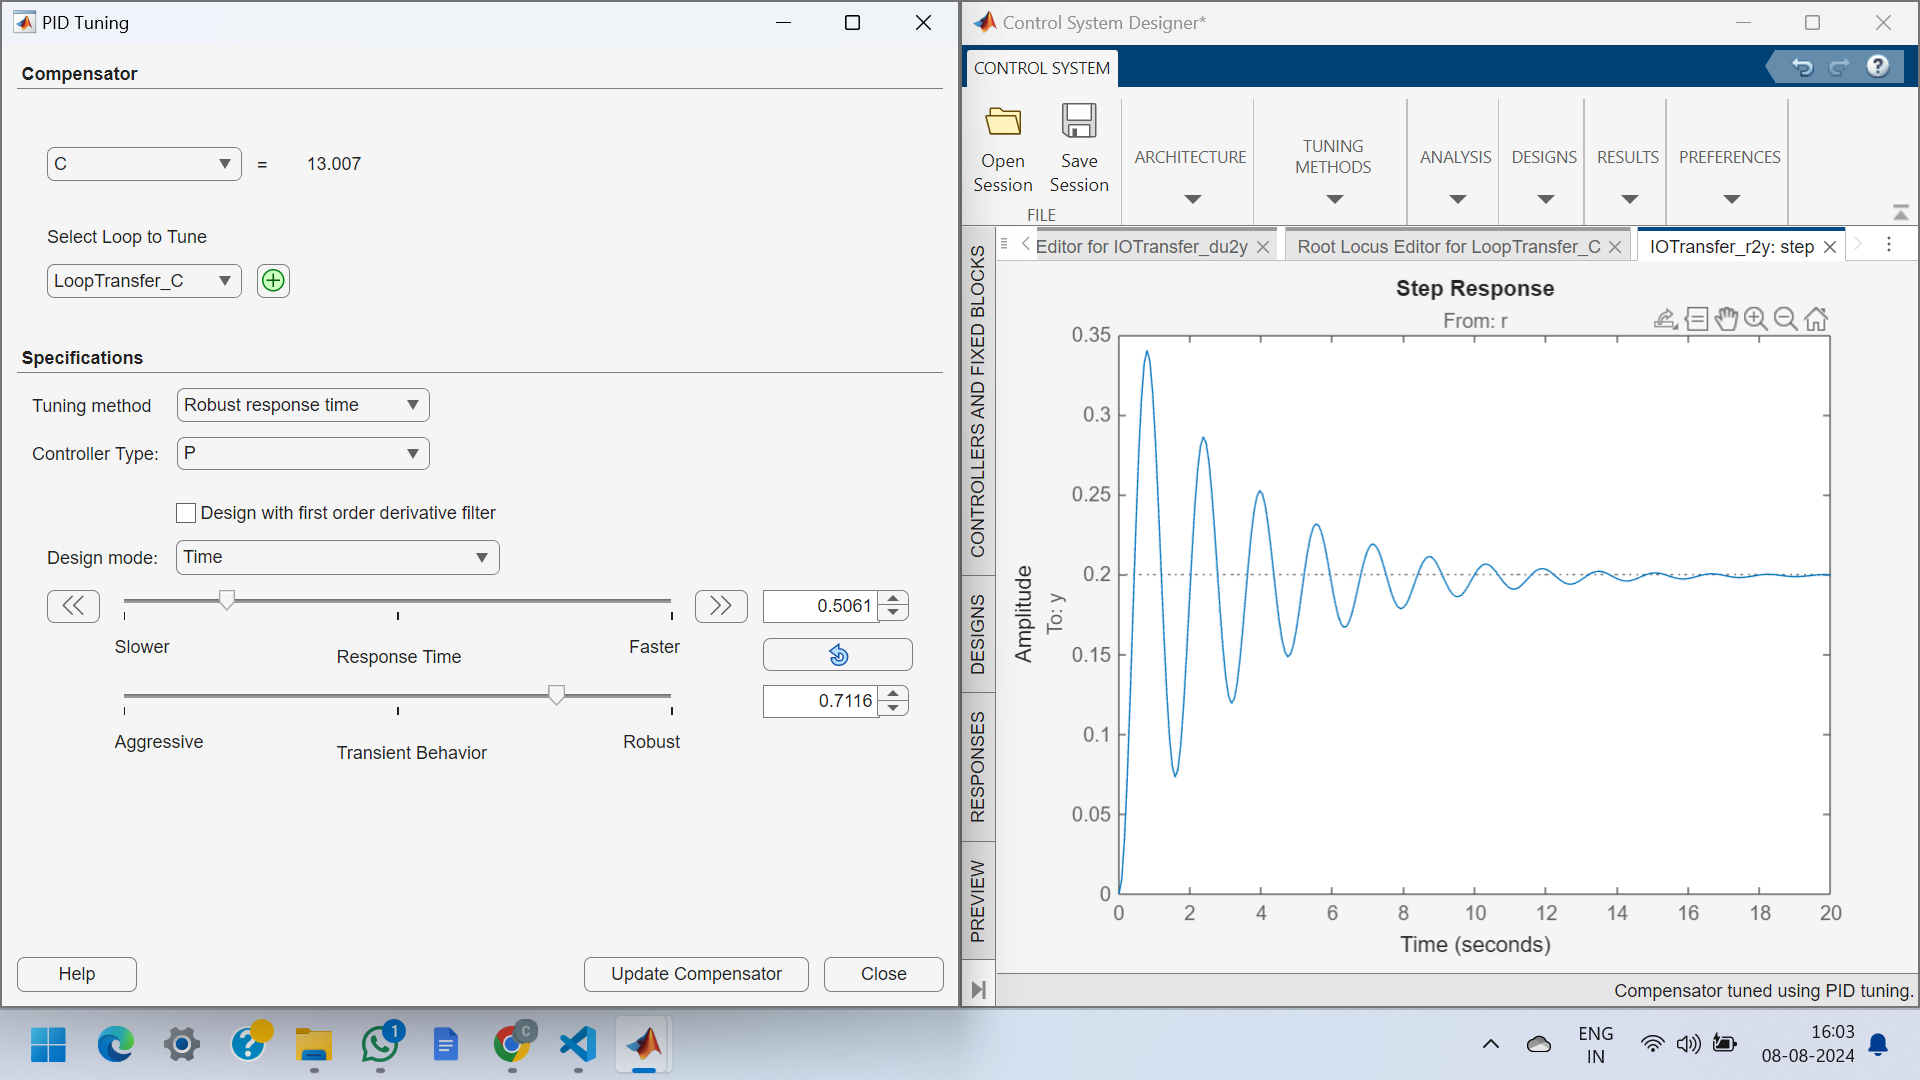 PID Tuning
Compensator
C = 13.007
Select Loop to Tune
LoopTransfer_C
Specifications
Tuning method Robust response time
Controller Type: P
Design with first order derivative filter
Design mode: Time
0.5061
Slower Response Time Faster
0.7116
Aggressive Transient Behavior Robust
Help Update Compensator Close
Control System Designer*
CONTROL SYSTEM
Open Session
Save Session
FILE
ARCHITECTURE
TUNING METHODS
ANALYSIS
DESIGNS
RESULTS
PREFERENCES
Editor for IOTransfer_du2y
Root Locus Editor for LoopTransfer_C
IOTransfer_r2y: step
CONTROLLERS AND FIXED BLOCKS
DESIGNS
RESPONSES
PREVIEW
Step Response
From: r
Amplitude
To: y
0.35
0.3
0.25
0.2
0.15
0.1
0.05
0
0 2 4 6 8 10 12 14 16 18 20
Time (seconds)
Compensator tuned using PID tuning.
1
C
ENG
IN
16:03
08-08-2024